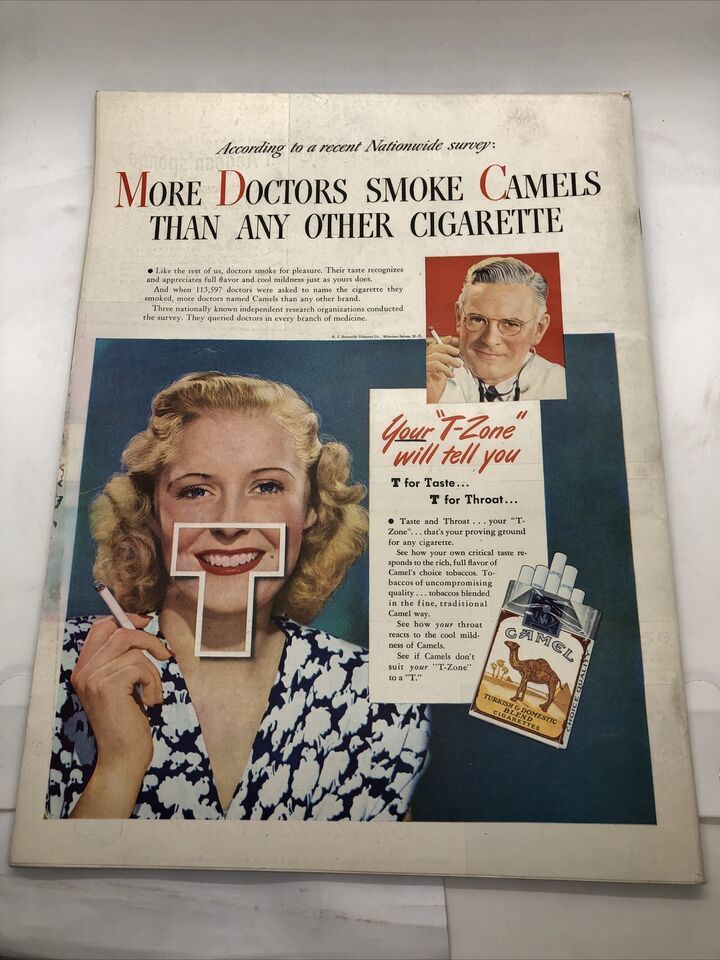 According to a recent Nationwide survey:
MORE DOCTORS SMOKE CAMELS
THAN ANY OTHER CIGARETTE
● Like the rest of us, doctors smoke for pleasure. Their taste recognizes
and appreciates full flavor and cool mildness just as yours does.
And when 113,597 doctors were asked to name the cigarette they
smoked, more doctors named Camels than any other brand.
Three nationally known independent research organizations conducted
the survey. They queried doctors in every branch of medicine.
R. J. Reynolds Tobacco Co., Winston-Salem, N. C.
Your "T-Zone"
will tell you
T for Taste...
T for Throat...
● Taste and Throat . . . your "T-
Zone" . . . that's your proving ground
for any cigarette.
See how your own critical taste re-
sponds to the rich, full flavor of
Camel's choice tobaccos. To-
baccos of uncompromising
quality . . . tobaccos blended
in the fine, traditional
Camel way.
See how your throat
reacts to the cool mild-
ness of Camels.
See if Camels don't
suit your "T-Zone"
to a "T."
T
CAMEL
TURKISH & DOMESTIC
BLEND
CIGARETTES
CHOICE QUALITY